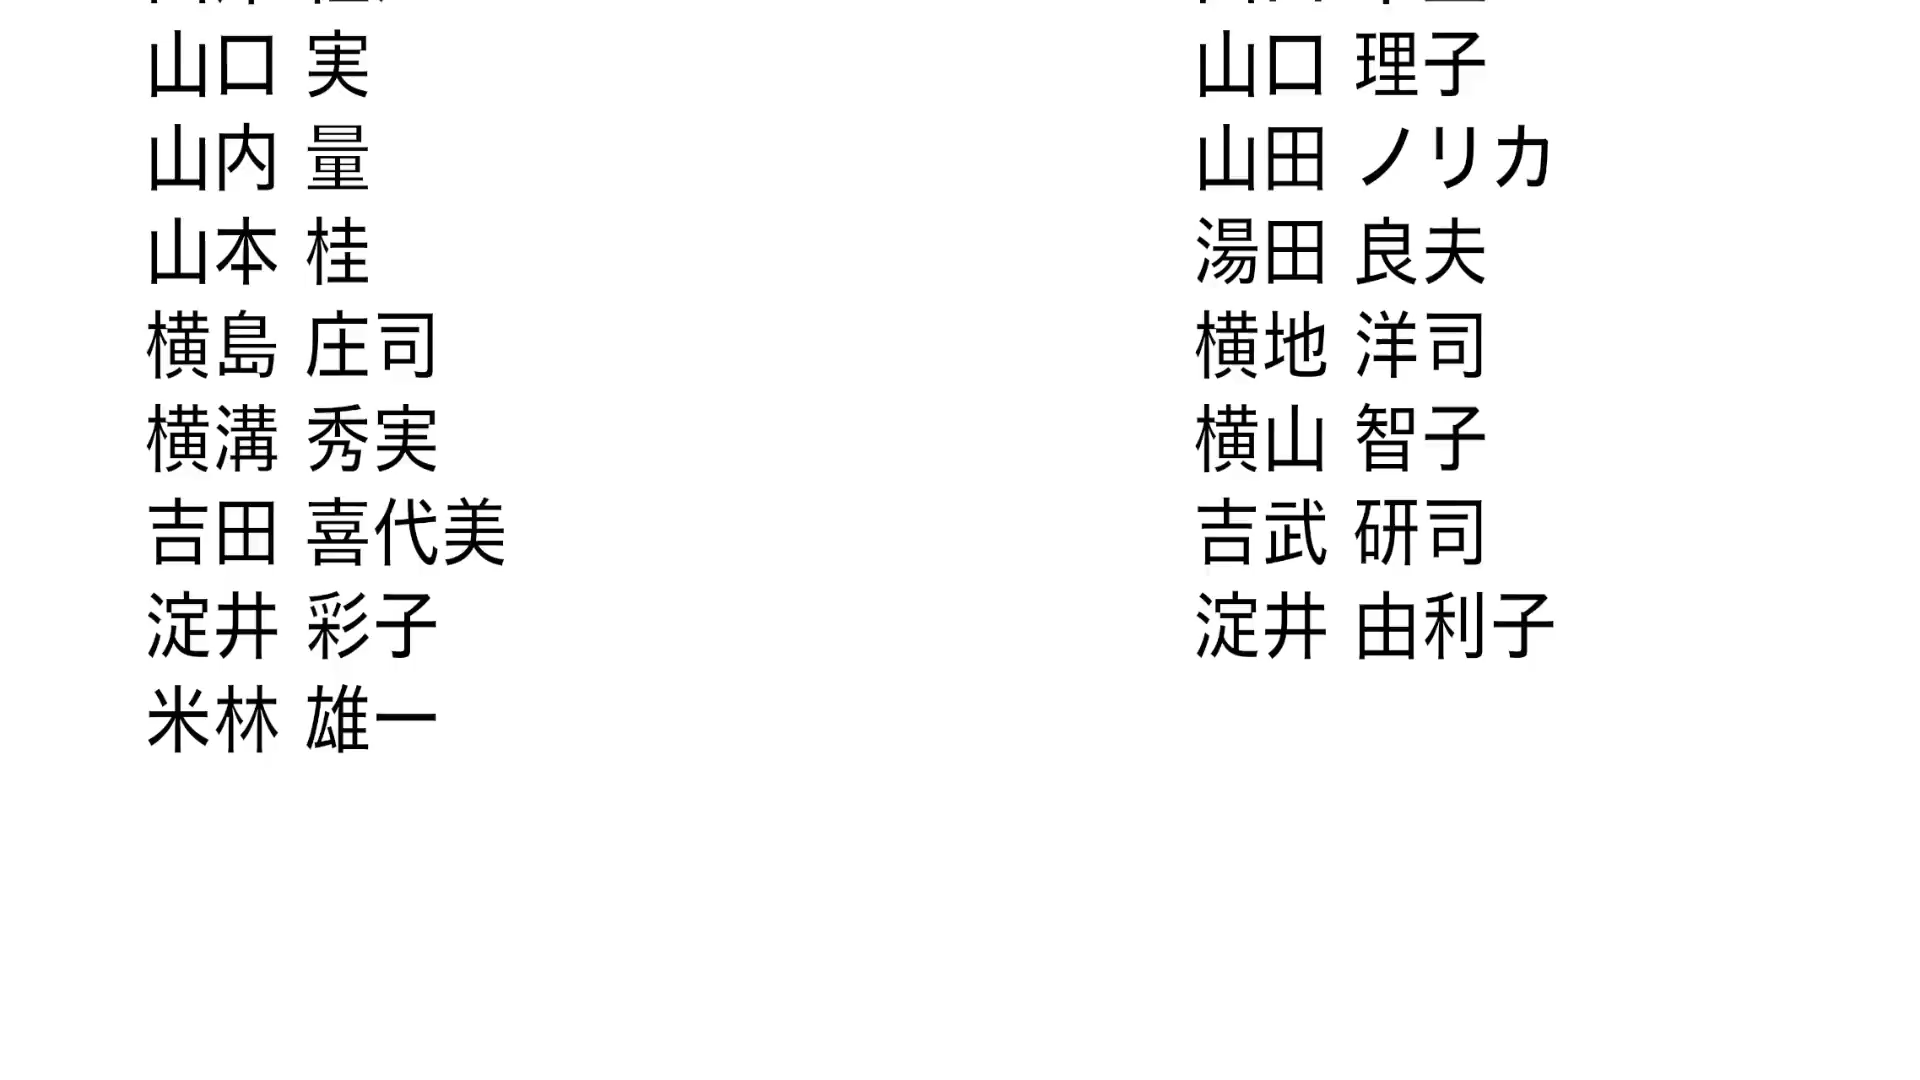 山口 実
山口 理子
山内 量
山田 ノリカ
山本 桂
湯田 良夫
横島 庄司
横地 洋司
横溝 秀実
横山 智子
吉田 喜代美
吉武 研司
淀井 彩子
淀井 由利子
米林 雄一